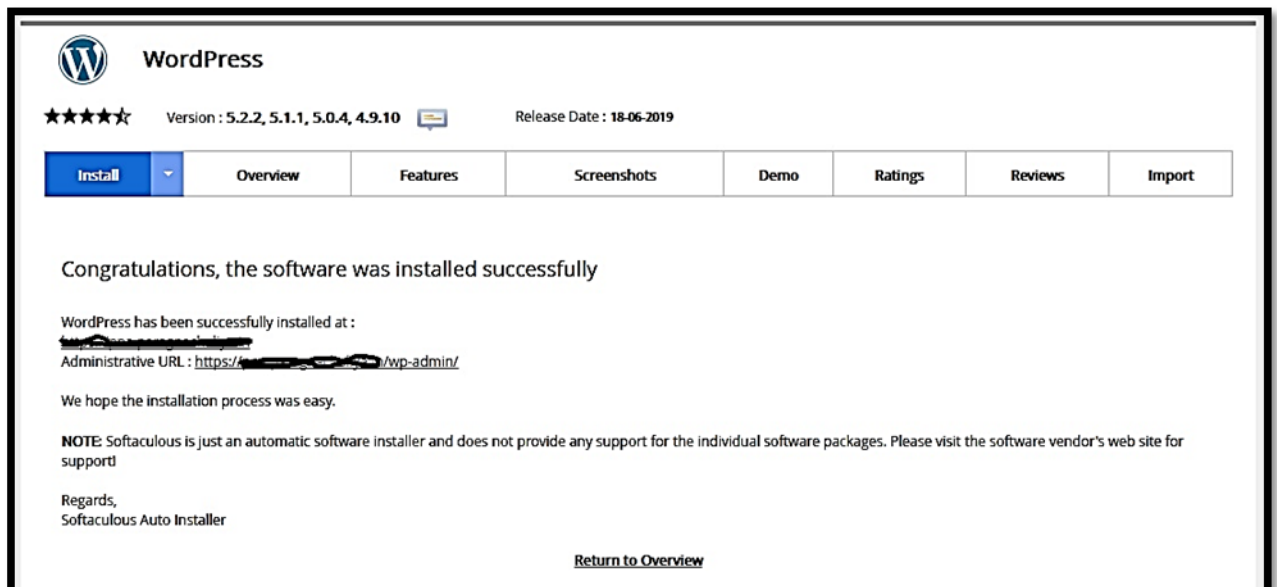 WordPress
Version : 5.2.2, 5.1.1, 5.0.4, 4.9.10 Release Date : 18-06-2019
Install Overview Features Screenshots Demo Ratings Reviews Import
Congratulations, the software was installed successfully
WordPress has been successfully installed at :
Administrative URL : https:// /wp-admin/
We hope the installation process was easy.
NOTE: Softaculous is just an automatic software installer and does not provide any support for the individual software packages. Please visit the software vendor's web site for
support!
Regards,
Softaculous Auto Installer
Return to Overview